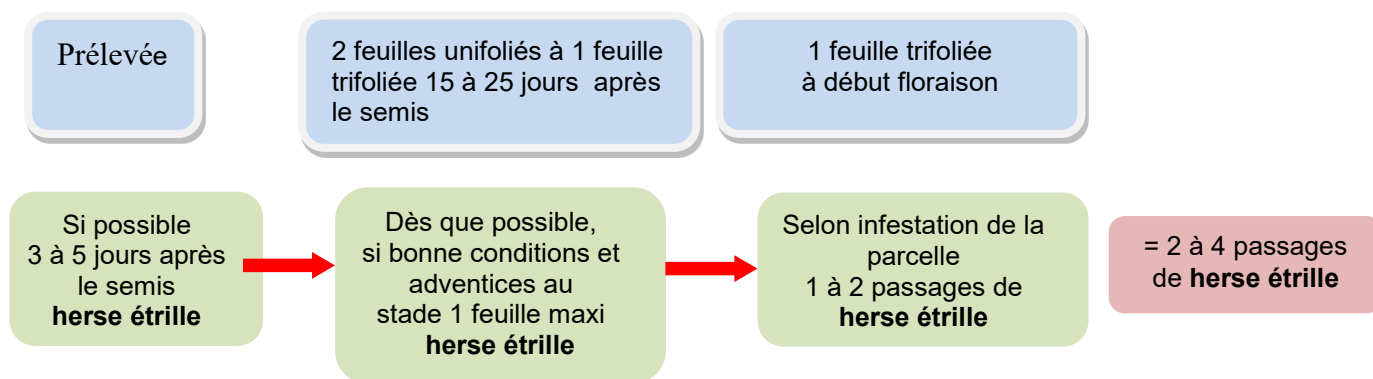 Prélevée
2 feuilles unifoliés à 1 feuille
trifoliée 15 à 25 jours après
le semis
1 feuille trifoliée
à début floraison
Si possible
3 à 5 jours après
le semis
herse étrille
Dès que possible,
si bonne conditions et
adventices au
stade 1 feuille maxi
herse étrille
Selon infestation de la
parcelle
1 à 2 passages de
herse étrille
= 2 à 4 passages
de herse étrille